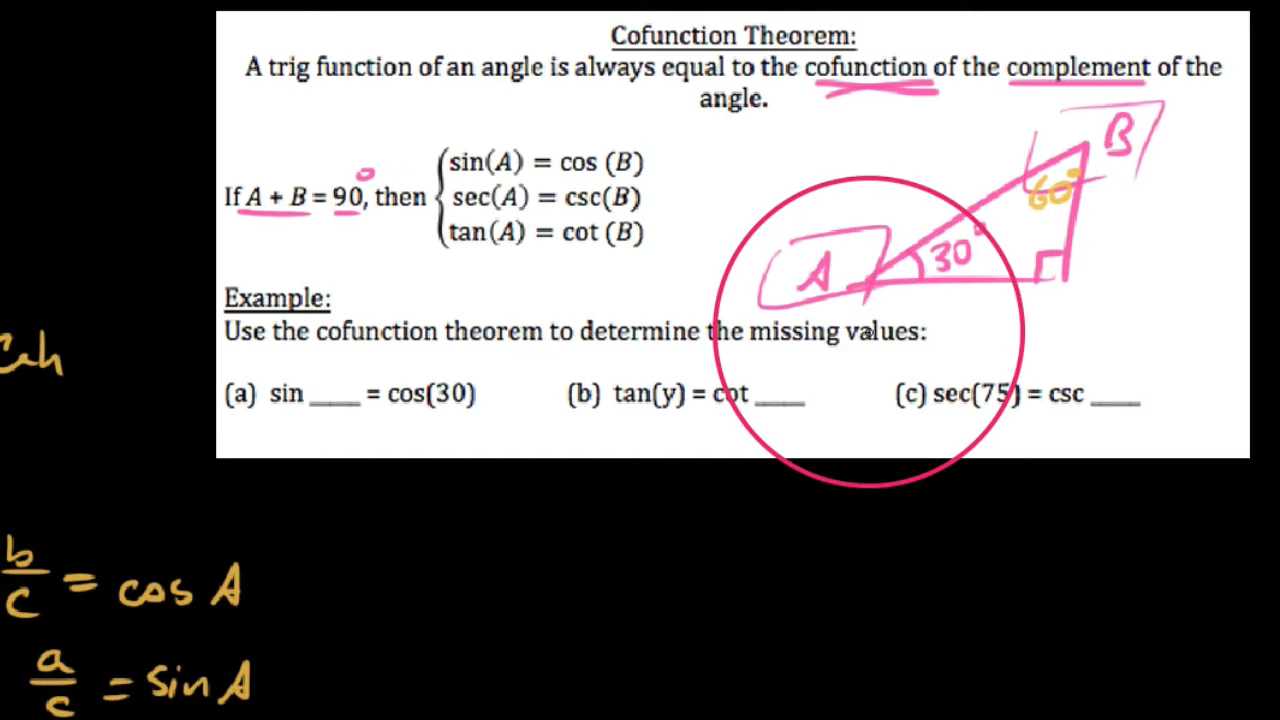 Cofunction Theorem:
A trig function of an angle is always equal to the cofunction of the complement of the
angle.
B
sin(A) = cos (B)
If A + B = 90°, then sec(A) = csc(B)
60°
tan(A) = cot (B)
A 30°
Example:
Use the cofunction theorem to determine the missing values:
(a) sin ____ = cos(30) (b) tan(y) = cot ____ (c) sec(75) = csc ____
b/c = cos A
a/c = sin A